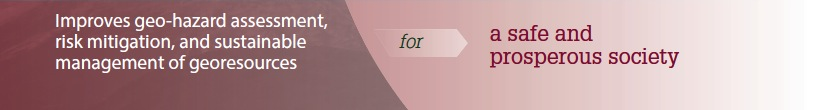 Improves geo-hazard assessment,
risk mitigation, and sustainable
management of georesources
for
a safe and
prosperous society